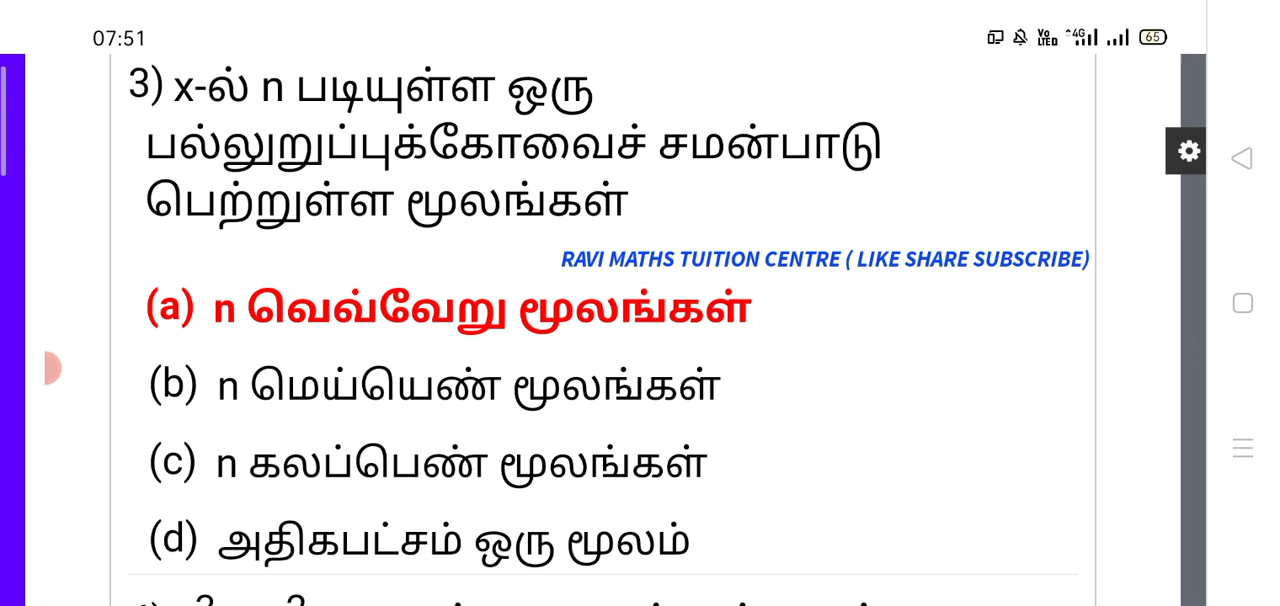 07:51
65
3) x-ல் n படியுள்ள ஒரு
பல்லுறுப்புக்கோவைச் சமன்பாடு
பெற்றுள்ள மூலங்கள்
RAVI MATHS TUITION CENTRE ( LIKE SHARE SUBSCRIBE)
(a) n வெவ்வேறு மூலங்கள்
(b) n மெய்யெண் மூலங்கள்
(c) n கலப்பெண் மூலங்கள்
(d) அதிகபட்சம் ஒரு மூலம்